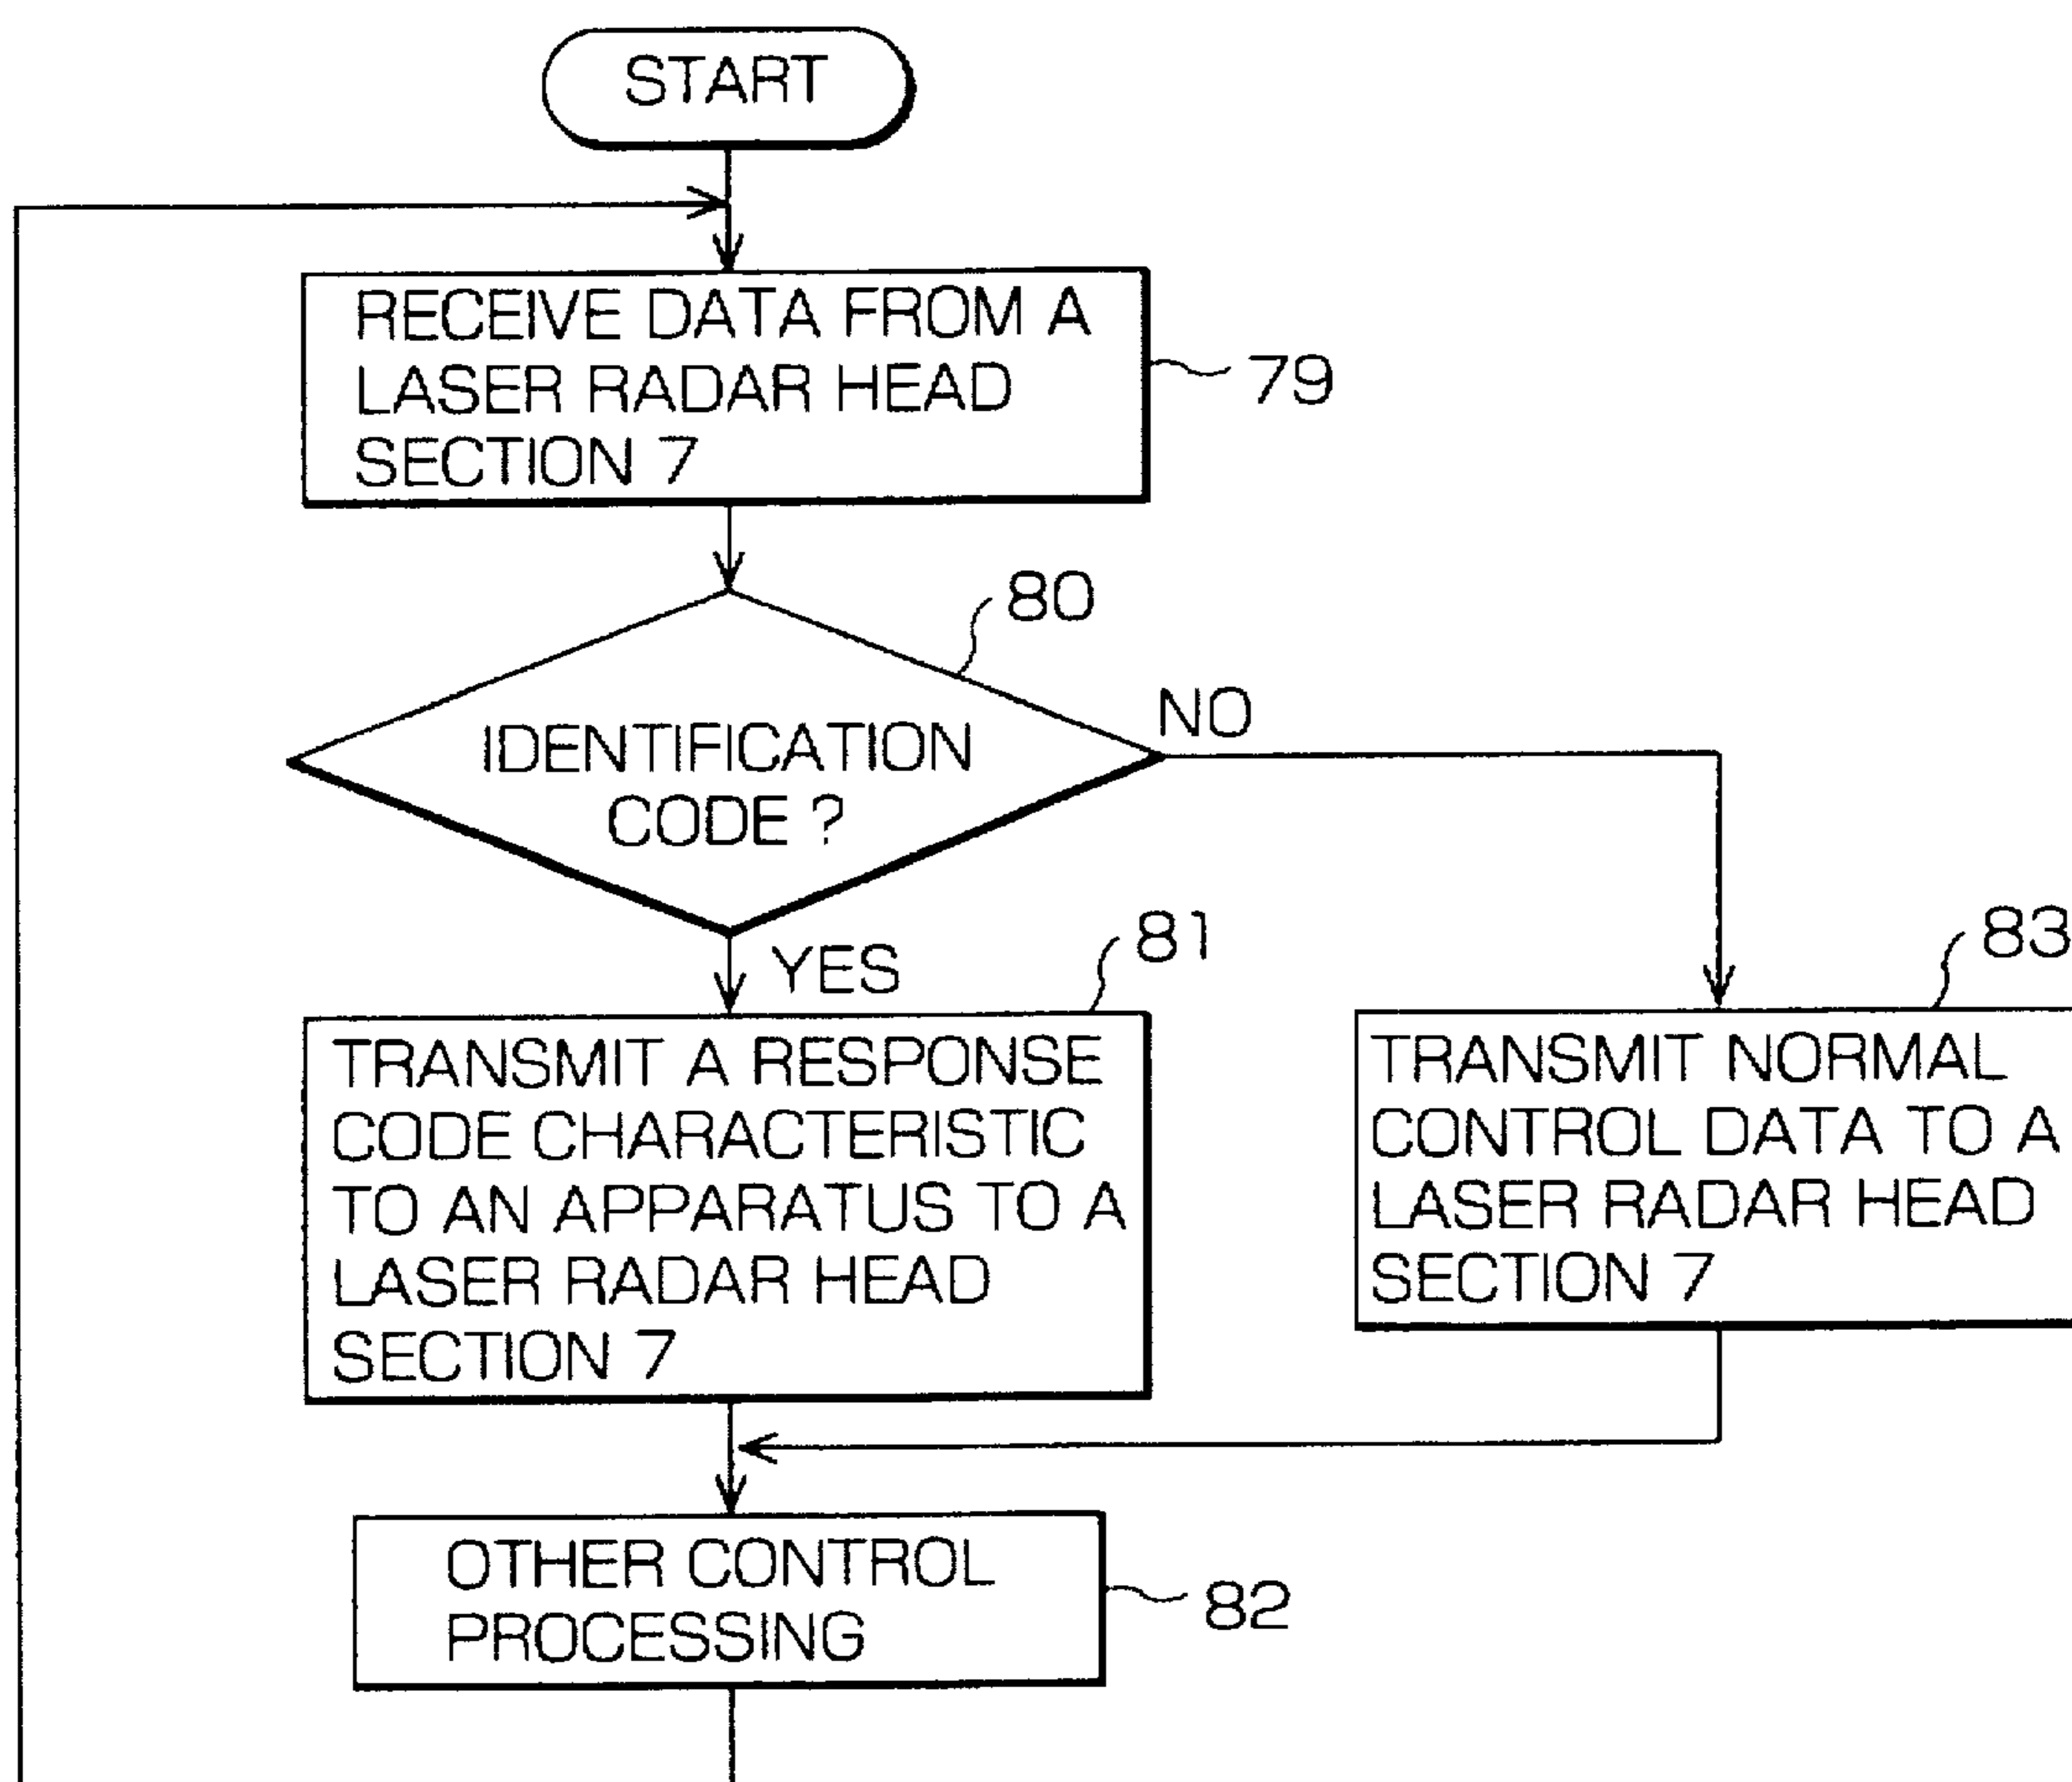 START
RECEIVE DATA FROM A
LASER RADAR HEAD
SECTION 7
79
80
IDENTIFICATION
CODE ?
NO
YES
81
TRANSMIT A RESPONSE
CODE CHARACTERISTIC
TO AN APPARATUS TO A
LASER RADAR HEAD
SECTION 7
83
TRANSMIT NORMAL
CONTROL DATA TO A
LASER RADAR HEAD
SECTION 7
OTHER CONTROL
PROCESSING
82